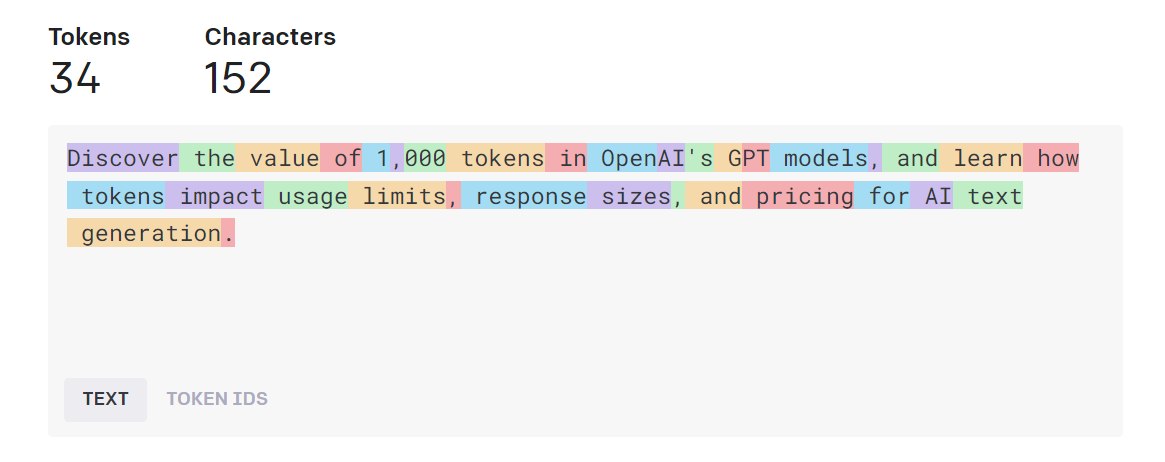 Tokens Characters
34 152
Discover the value of 1,000 tokens in OpenAI's GPT models, and learn how
tokens impact usage limits, response sizes, and pricing for AI text
generation.
TEXT TOKEN IDS